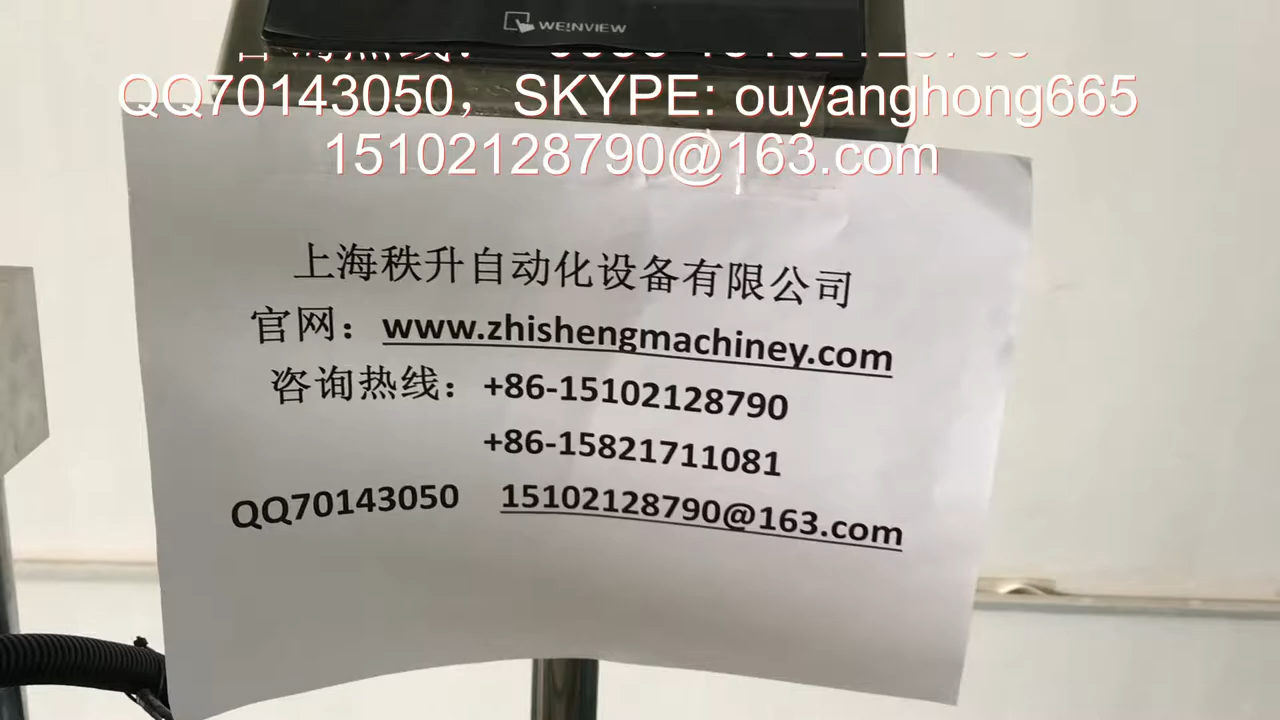 WEINVIEW
QQ70143050，SKYPE: ouyanghong665
15102128790@163.com
上海秩升自动化设备有限公司
官网：www.zhishengmachiney.com
咨询热线：+86-15102128790
+86-15821711081
QQ70143050 15102128790@163.com